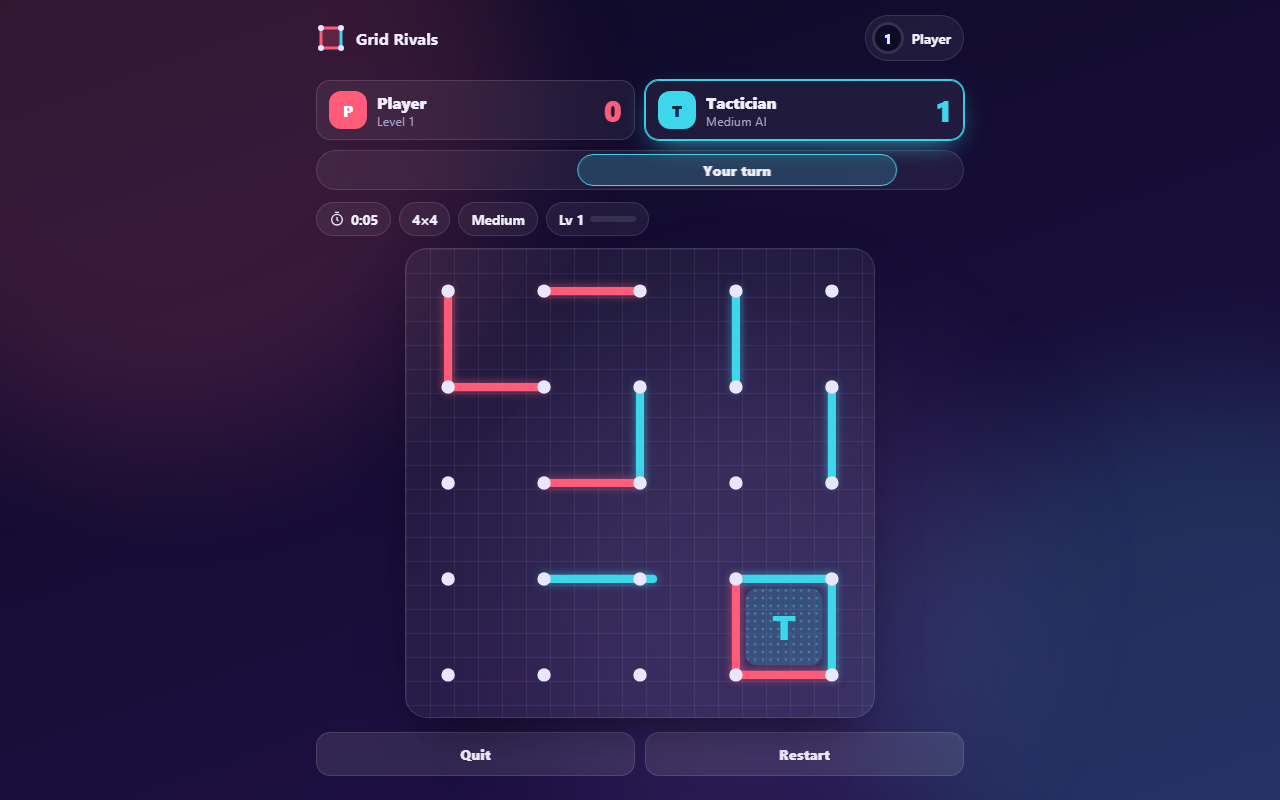 Grid Rivals
1 Player
P Player 0
Level 1
T Tactician 1
Medium AI
Your turn
0:05 4×4 Medium Lv 1
T
Quit Restart